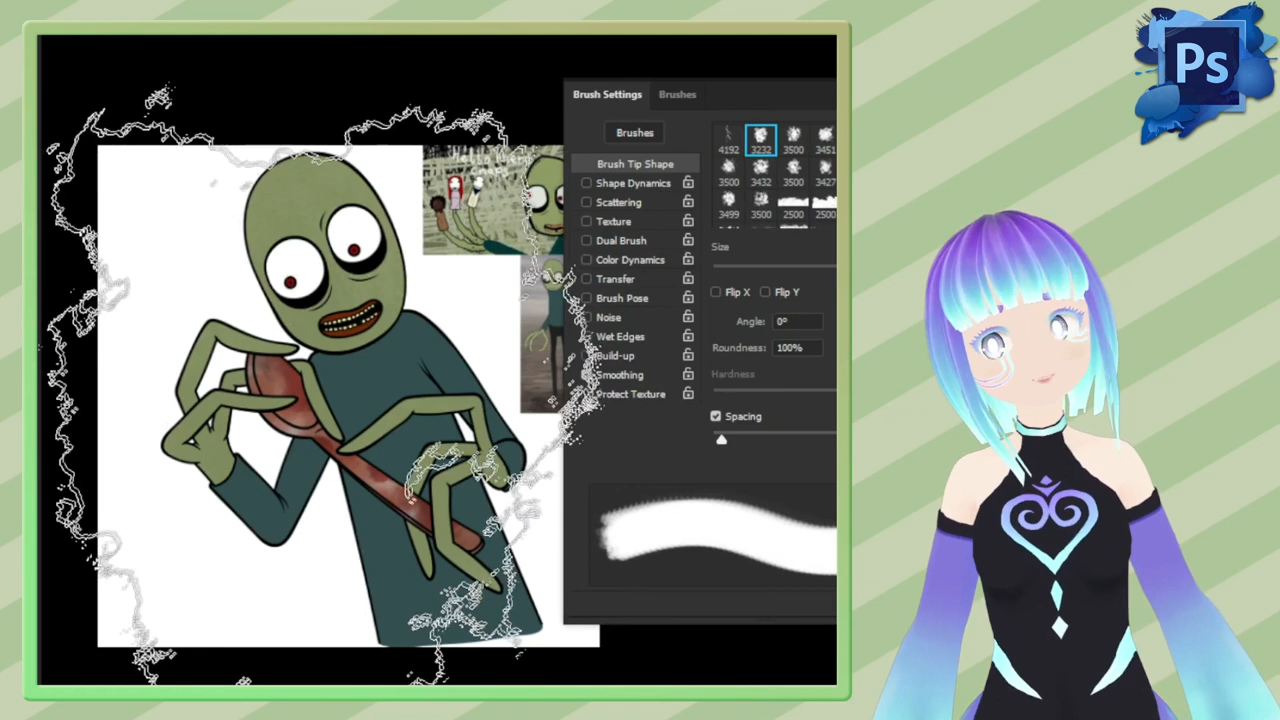 Ps
Hello there
Brush Settings
Brushes
Brushes
4192
3232
3500
3451
Brush Tip Shape
3500
3432
3500
3427
Shape Dynamics
Scattering
3499
3500
2500
2500
Texture
Dual Brush
Size
Color Dynamics
Transfer
Flip X
Flip Y
Brush Pose
Noise
Angle:
0°
Wet Edges
Roundness:
100%
Build-up
Smoothing
Hardness
Protect Texture
Spacing